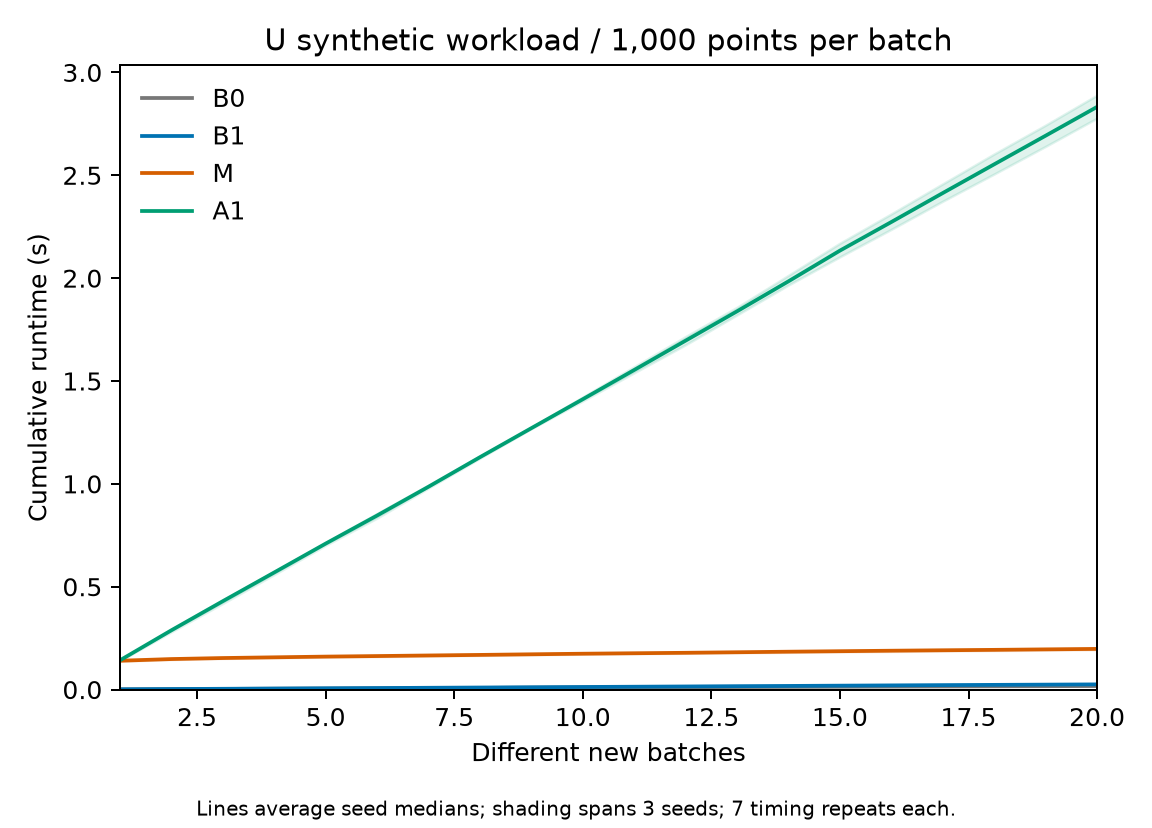 U synthetic workload / 1,000 points per batch
3.0
2.5
2.0
1.5
1.0
0.5
0.0
Cumulative runtime (s)
B0
B1
M
A1
2.5 5.0 7.5 10.0 12.5 15.0 17.5 20.0
Different new batches
Lines average seed medians; shading spans 3 seeds; 7 timing repeats each.